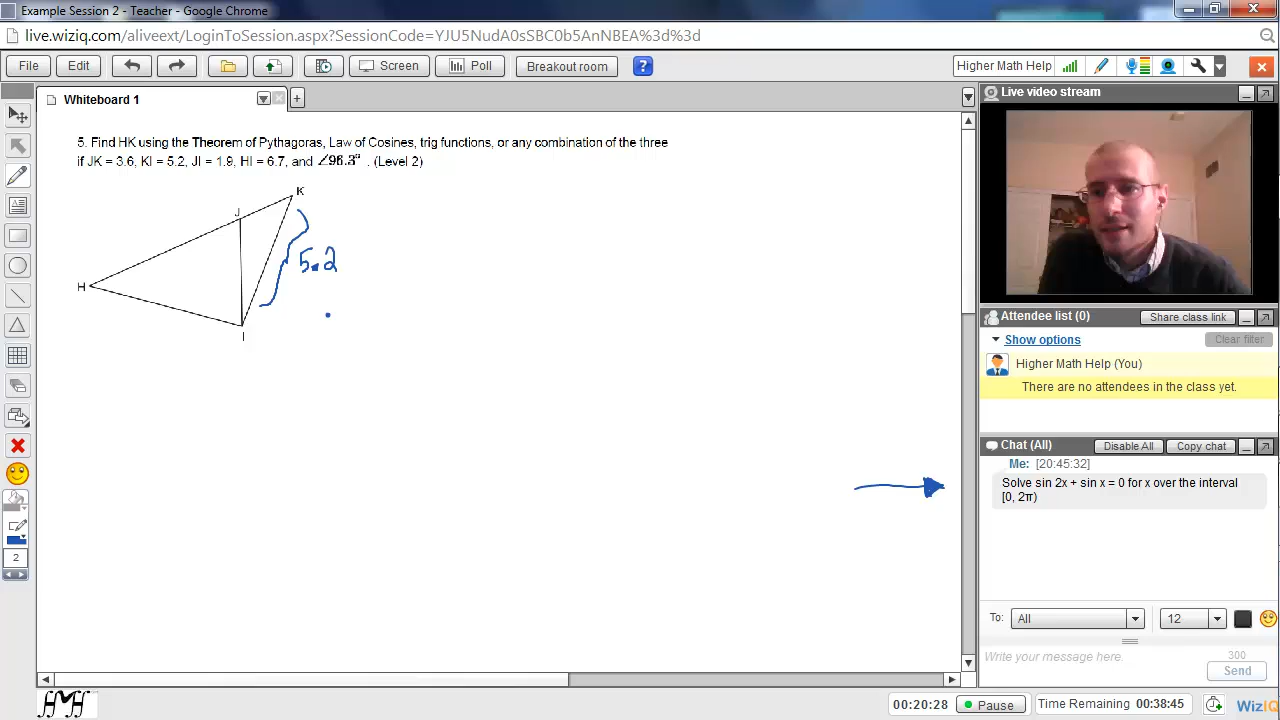 Example Session 2 - Teacher - Google Chrome
live.wiziq.com/aliveext/LoginToSession.aspx?SessionCode=YJU5NudA0sSBC0b5AnNBEA%3d%3d
File Edit Screen Poll Breakout room ? Higher Math Help
Whiteboard 1 +
Live video stream
5. Find HK using the Theorem of Pythagoras, Law of Cosines, trig functions, or any combination of the three
if JK = 3.6, KI = 5.2, JI = 1.9, HI = 6.7, and ∠96.3° . (Level 2)
K
J
5.2
H
I
Attendee list (0) Share class link
Show options Clear filter
Higher Math Help (You)
There are no attendees in the class yet.
Chat (All) Disable All Copy chat
Me: [20:45:32]
Solve sin 2x + sin x = 0 for x over the interval
[0, 2π)
2
To: All 12
Write your message here. 300
Send
HMH
00:20:28 Pause Time Remaining 00:38:45 WizIQ